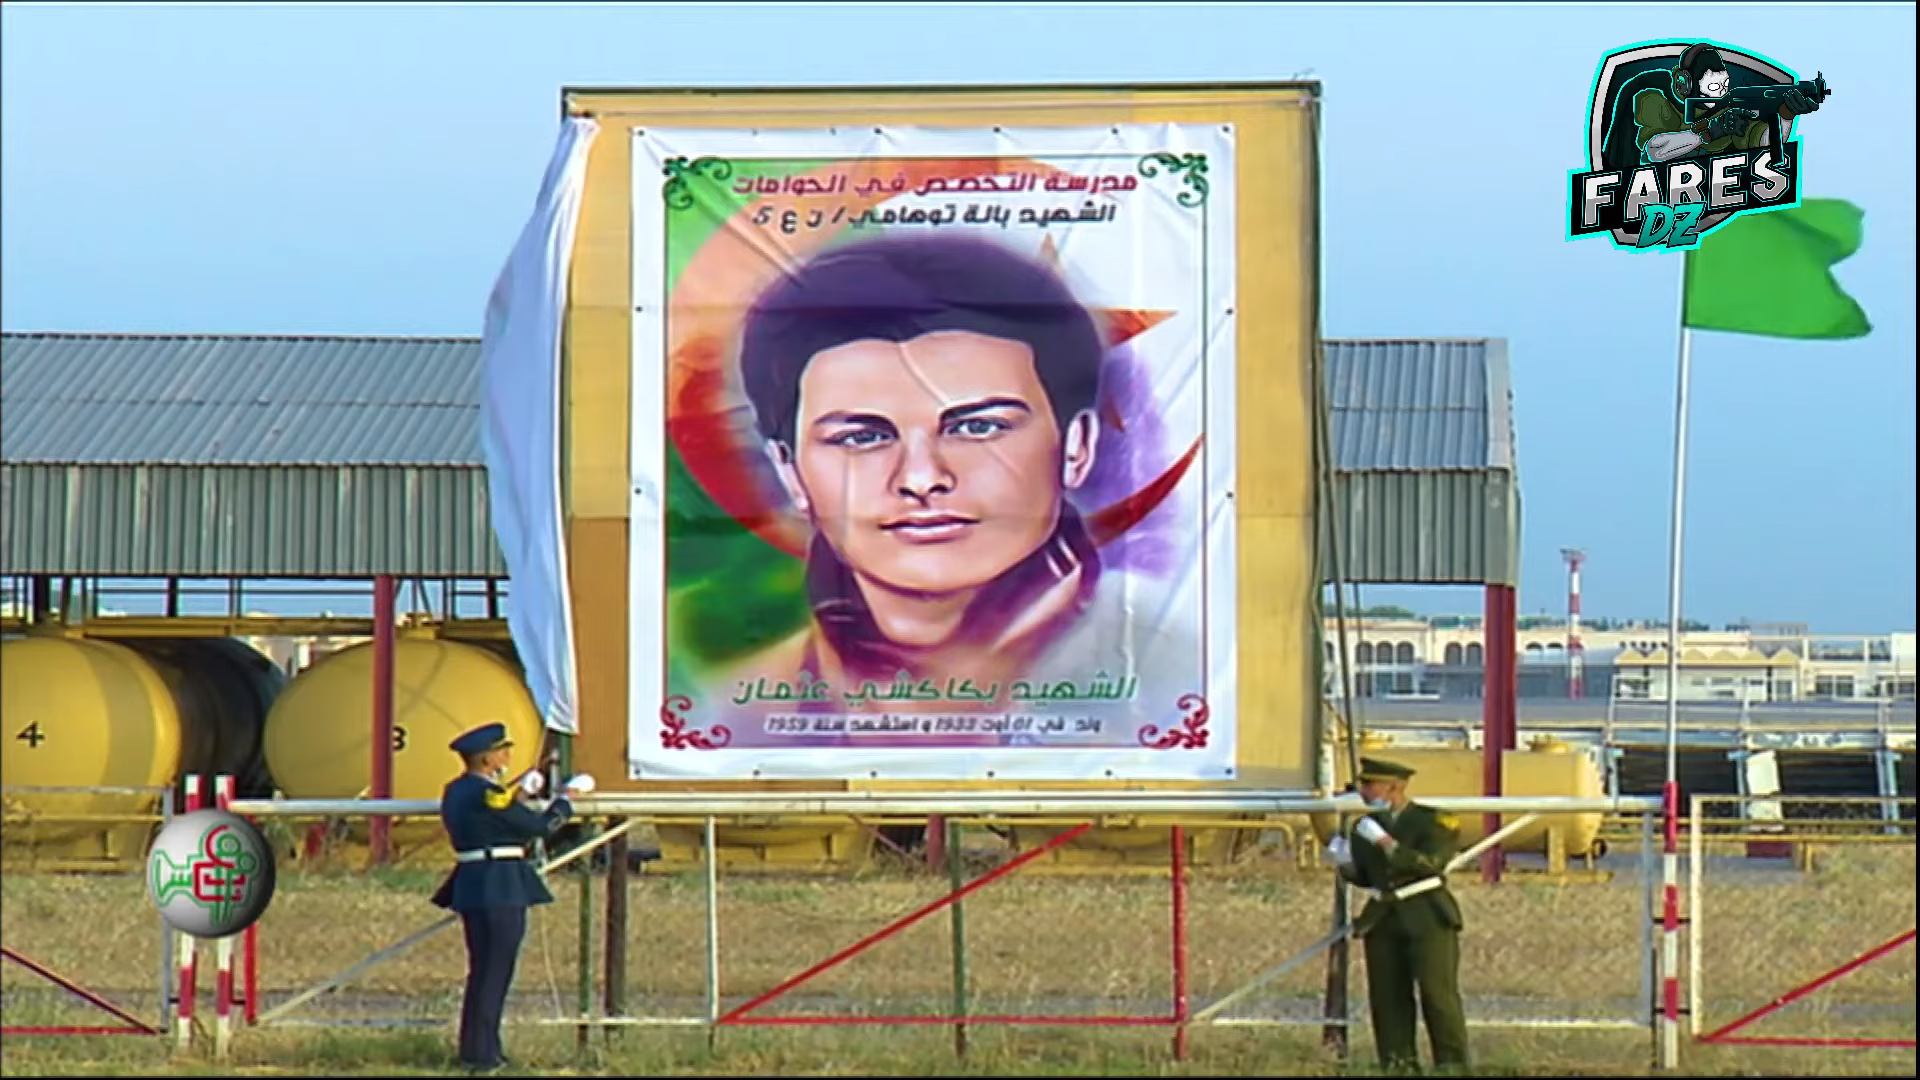 مدرسة التخصص في الحوامات
الشهيد بالة توهامي/ ن ع 5
الشهيد بكاكشي عثمان
ولد في 01 أوت 1933 و استشهد سنة 1959
FARES
DZ
4
3